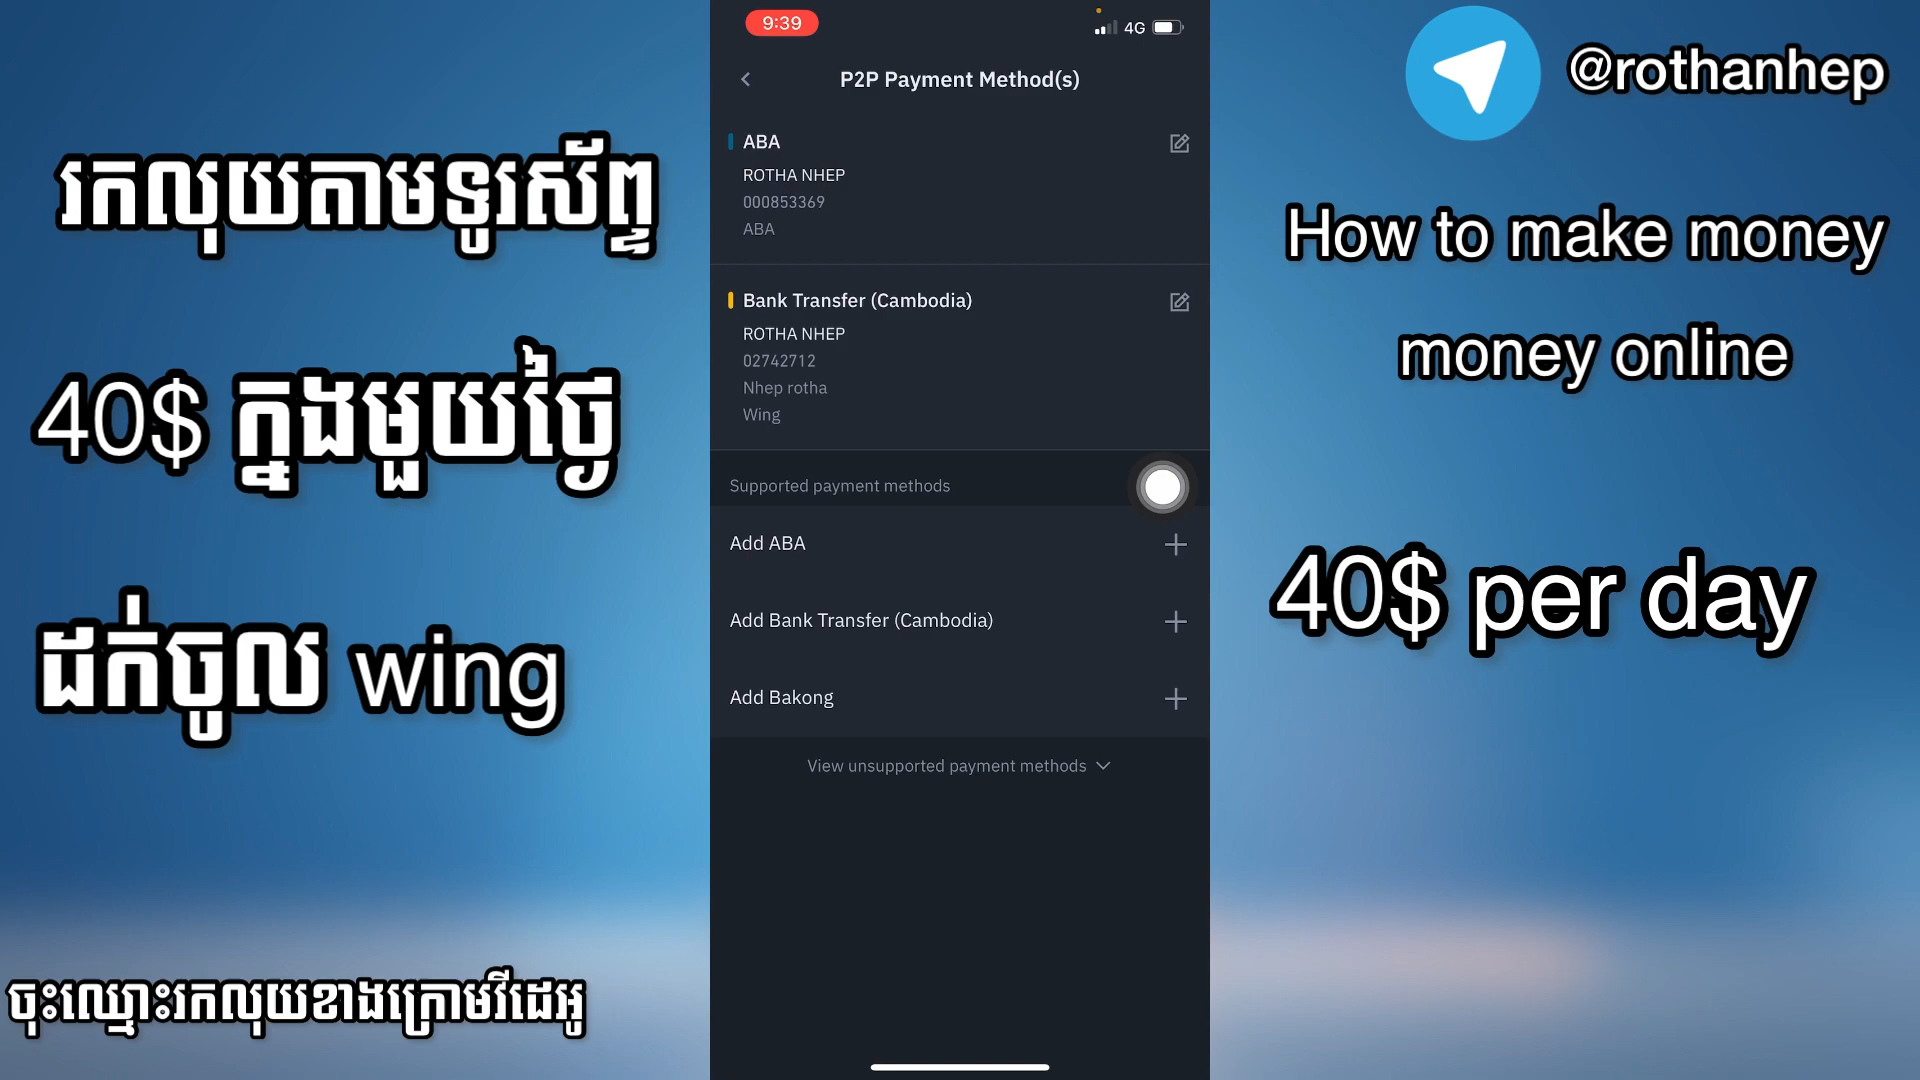 រកលុយតាមទូរស័ព្ទ
40$ ក្នុងមួយថ្ងៃ
ដក់ចូល wing
ចុះឈ្មោះរកលុយខាងក្រោមវីដេអូ
9:39
4G
P2P Payment Method(s)
ABA
ROTHA NHEP
000853369
ABA
Bank Transfer (Cambodia)
ROTHA NHEP
02742712
Nhep rotha
Wing
Supported payment methods
Add ABA
Add Bank Transfer (Cambodia)
Add Bakong
View unsupported payment methods
@rothanhep
How to make money
money online
40$ per day